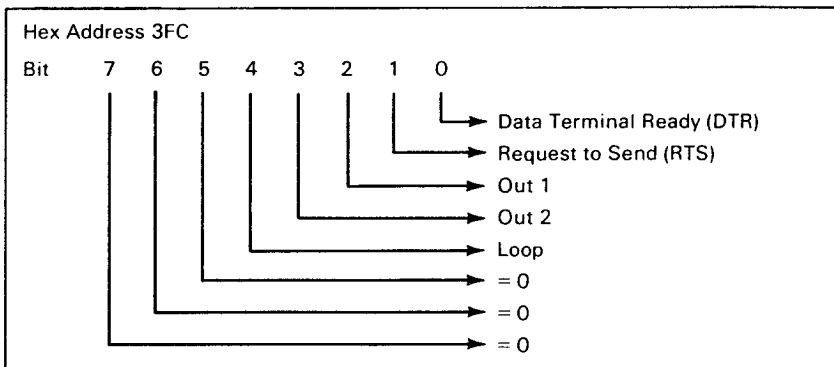 Hex Address 3FC
Bit 7 6 5 4 3 2 1 0
Data Terminal Ready (DTR)
Request to Send (RTS)
Out 1
Out 2
Loop
= 0
= 0
= 0